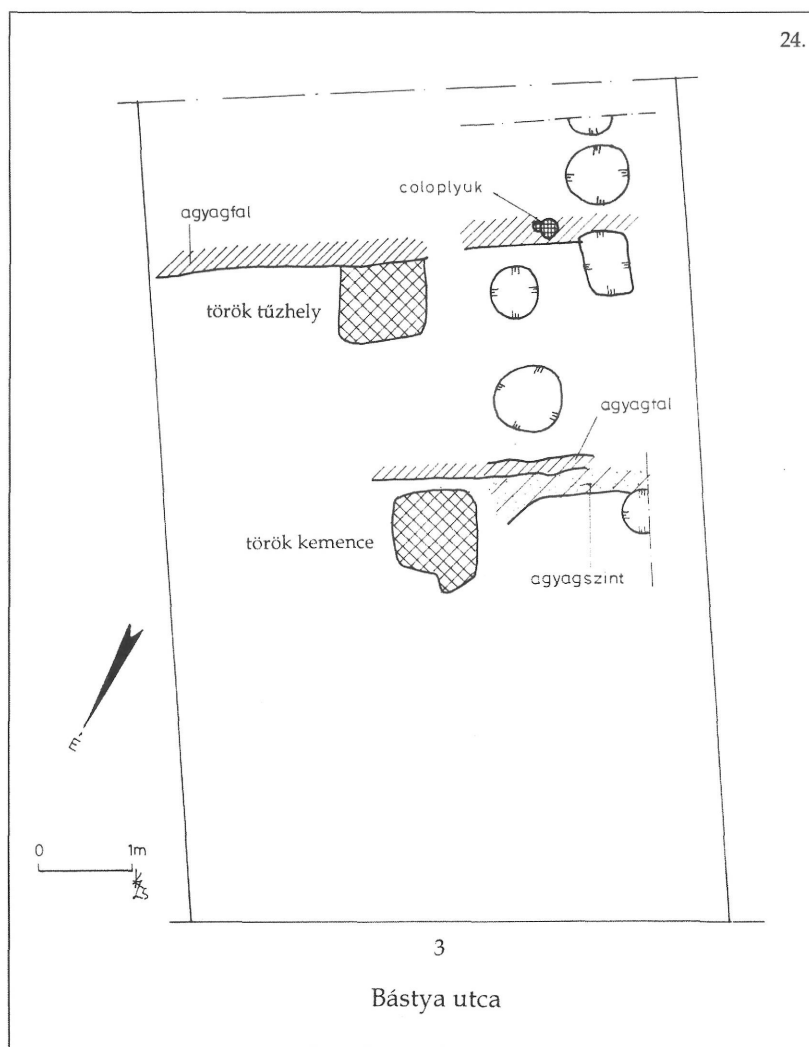 24.
coloplyuk
agyagfal
török tűzhely
agyagfal
török kemence
agyagszint
É
0 1m
3
Bástya utca